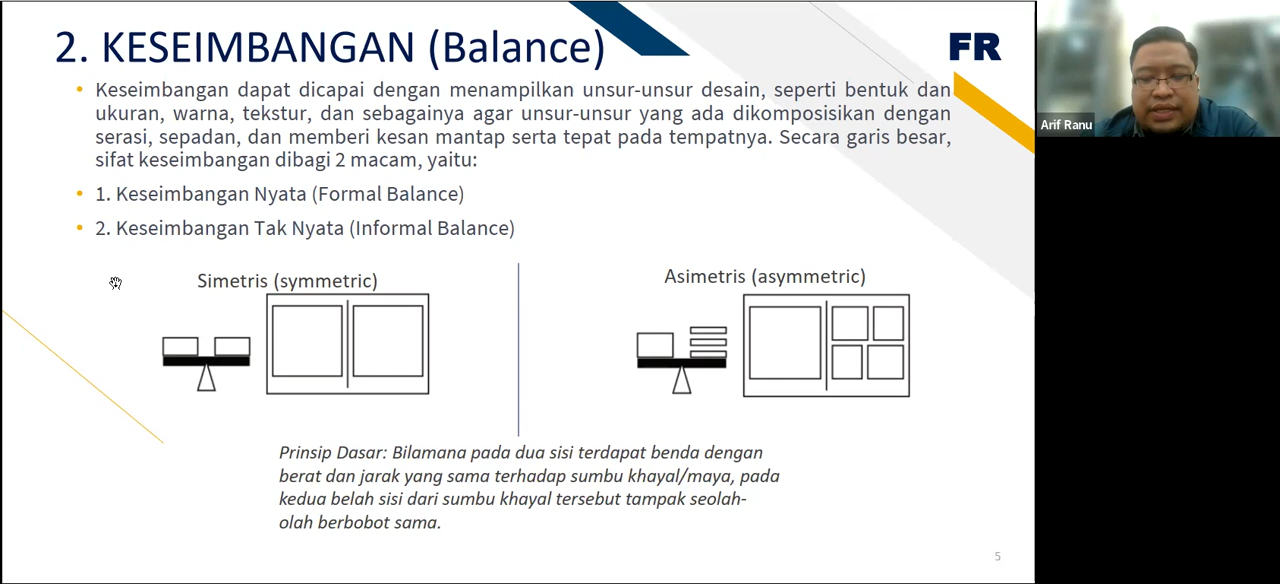 2. KESEIMBANGAN (Balance)
FR
• Keseimbangan dapat dicapai dengan menampilkan unsur-unsur desain, seperti bentuk dan
ukuran, warna, tekstur, dan sebagainya agar unsur-unsur yang ada dikomposisikan dengan
serasi, sepadan, dan memberi kesan mantap serta tepat pada tempatnya. Secara garis besar,
sifat keseimbangan dibagi 2 macam, yaitu:
• 1. Keseimbangan Nyata (Formal Balance)
• 2. Keseimbangan Tak Nyata (Informal Balance)
Simetris (symmetric)
Asimetris (asymmetric)
Prinsip Dasar: Bilamana pada dua sisi terdapat benda dengan
berat dan jarak yang sama terhadap sumbu khayal/maya, pada
kedua belah sisi dari sumbu khayal tersebut tampak seolah-
olah berbobot sama.
5
Arif Ranu